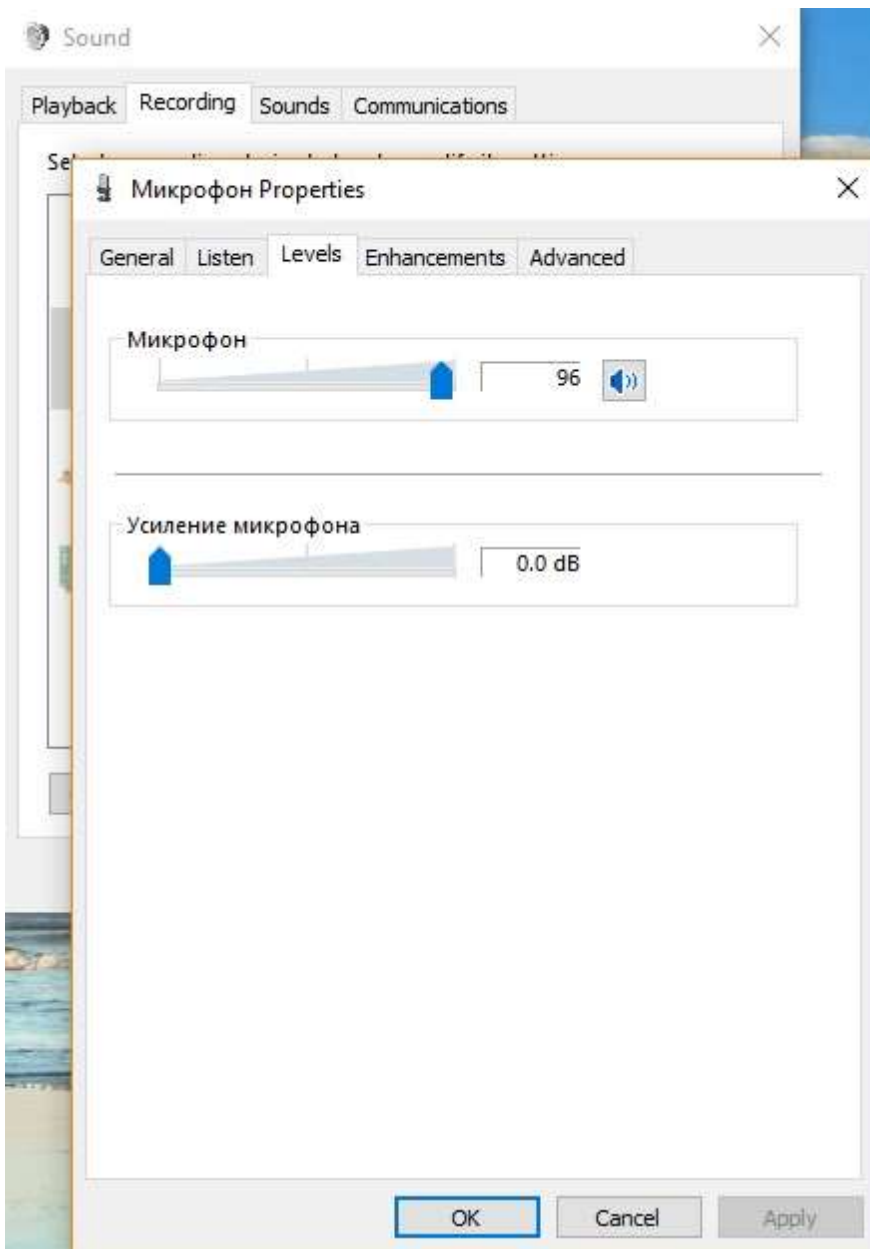 Sound
Playback Recording Sounds Communications
Микрофон Properties
General Listen Levels Enhancements Advanced
Микрофон
96
Усиление микрофона
0.0 dB
OK Cancel Apply